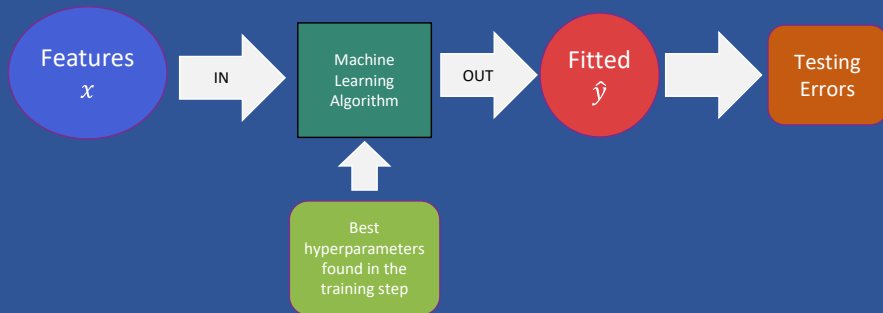 Features
x
IN
Machine
Learning
Algorithm
OUT
Fitted
ŷ
Testing
Errors
Best
hyperparameters
found in the
training step